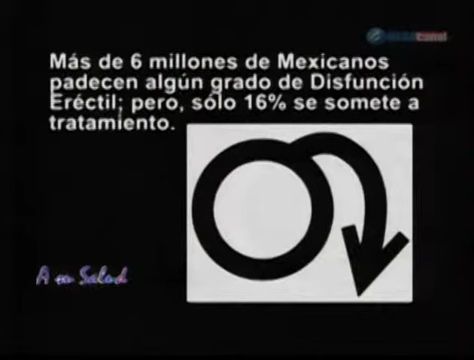 Más de 6 millones de Mexicanos
padecen algún grado de Disfunción
Eréctil; pero, sólo 16% se somete a
tratamiento.
A su Salud